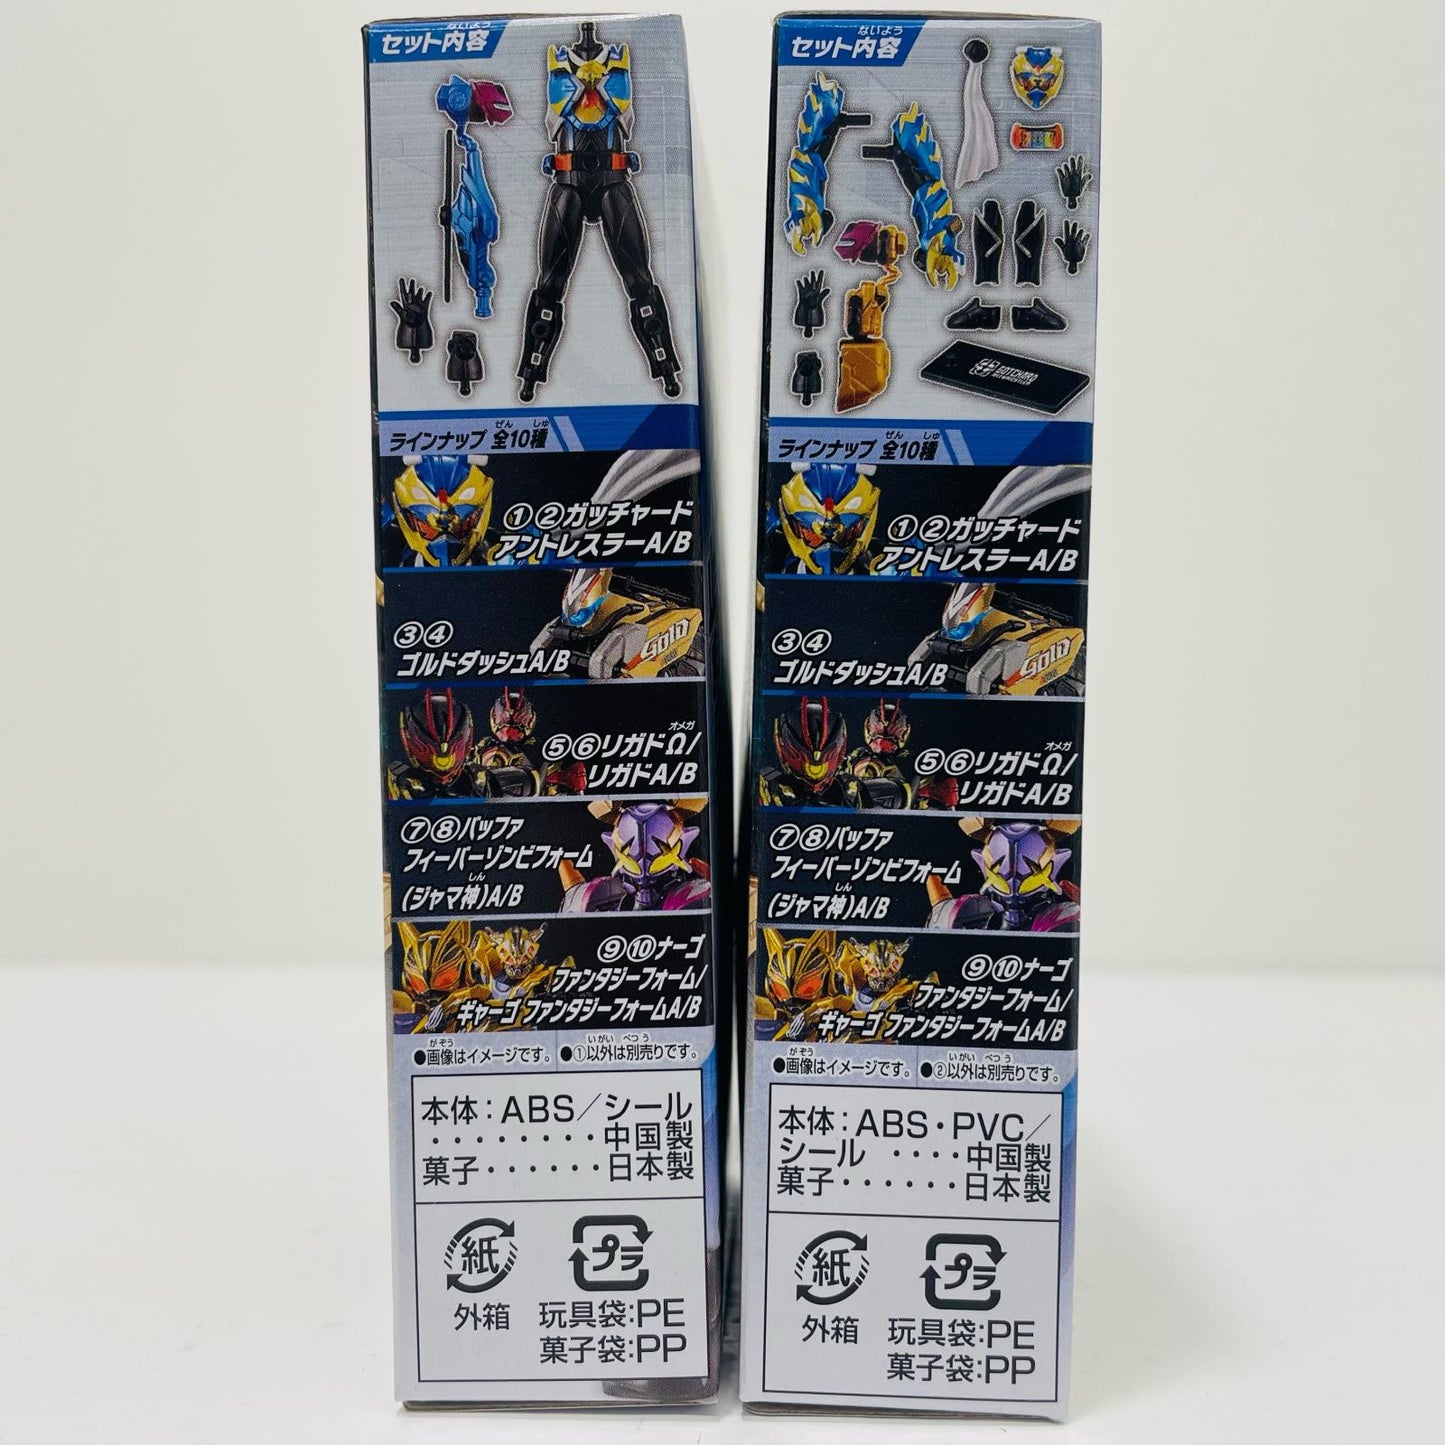 ないよう
セット内容
ぜん しゅ
ラインナップ 全10種
①②ガッチャード
アントレスラーA/B
GOLD
③④
ゴルドダッシュA/B
オメガ
⑤⑥リガドΩ/
リガドA/B
⑦⑧バッファ
フィーバーゾンビフォーム
しん
(ジャマ神)A/B
⑨⑩ナーゴ
ファンタジーフォーム/
ギャーゴ ファンタジーフォームA/B
がぞう いがい べつう
●画像はイメージです。 ●①以外は別売りです。
本体：ABS／シール
・・・・・・・・中国製
菓子・・・・・・日本製
紙
プラ
外箱
玩具袋:PE
菓子袋:PP
ないよう
セット内容
GOTCHARD
ぜん しゅ
ラインナップ 全10種
①②ガッチャード
アントレスラーA/B
GOLD
③④
ゴルドダッシュA/B
オメガ
⑤⑥リガドΩ/
リガドA/B
⑦⑧バッファ
フィーバーゾンビフォーム
しん
(ジャマ神)A/B
⑨⑩ナーゴ
ファンタジーフォーム/
ギャーゴ ファンタジーフォームA/B
がぞう いがい べつう
●画像はイメージです。 ●②以外は別売りです。
本体：ABS・PVC／
シール ・・・・中国製
菓子・・・・・・日本製
紙
プラ
外箱
玩具袋:PE
菓子袋:PP